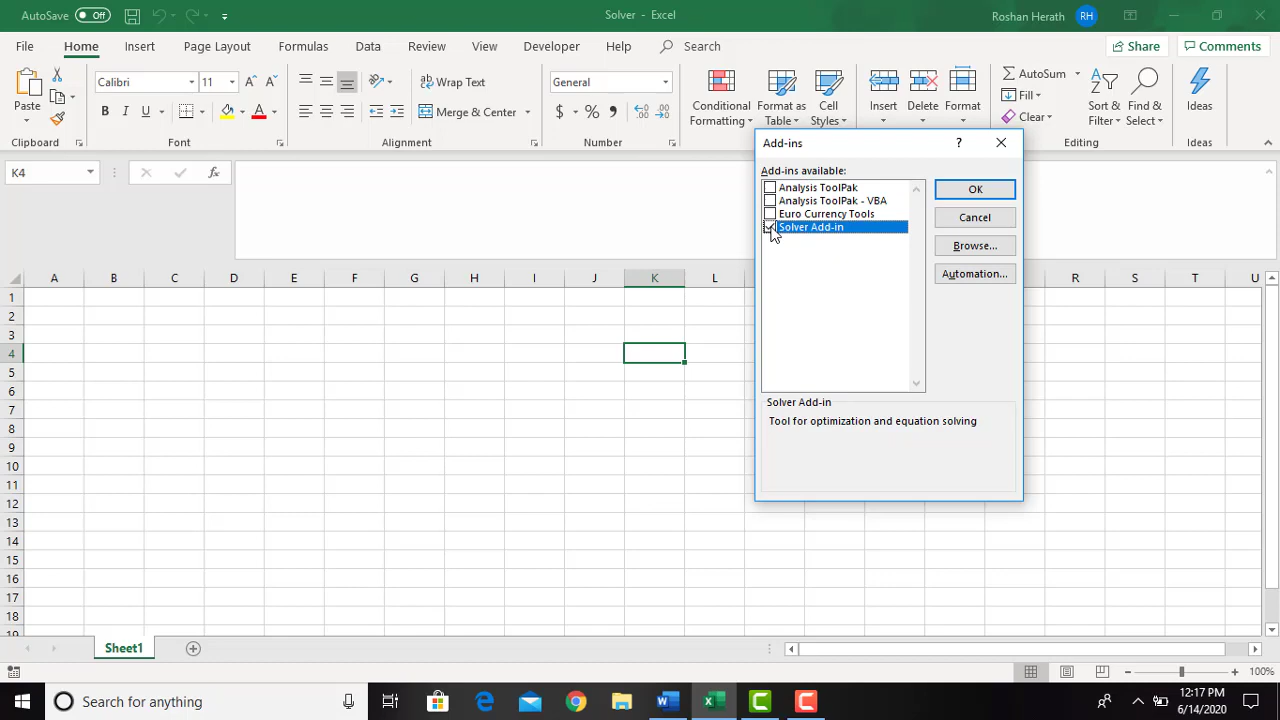 AutoSave Off
Solver - Excel
Roshan Herath RH
File Home Insert Page Layout Formulas Data Review View Developer Help Search Share Comments
Calibri 11 Wrap Text General AutoSum
Paste Merge & Center Conditional Formatting Format as Table Cell Styles Insert Delete Format Fill Clear Sort & Filter Find & Select Ideas
Clipboard Font Alignment Number Editing Ideas
K4 fx
Add-ins ?
Add-ins available:
Analysis ToolPak
Analysis ToolPak - VBA
Euro Currency Tools
Solver Add-in
OK
Cancel
Browse...
Automation...
Solver Add-in
Tool for optimization and equation solving
A B C D E F G H I J K L R S T U
1
2
3
4
5
6
7
8
9
10
11
12
13
14
15
16
17
18
19
Sheet1
100%
Search for anything
12:17 PM
6/14/2020